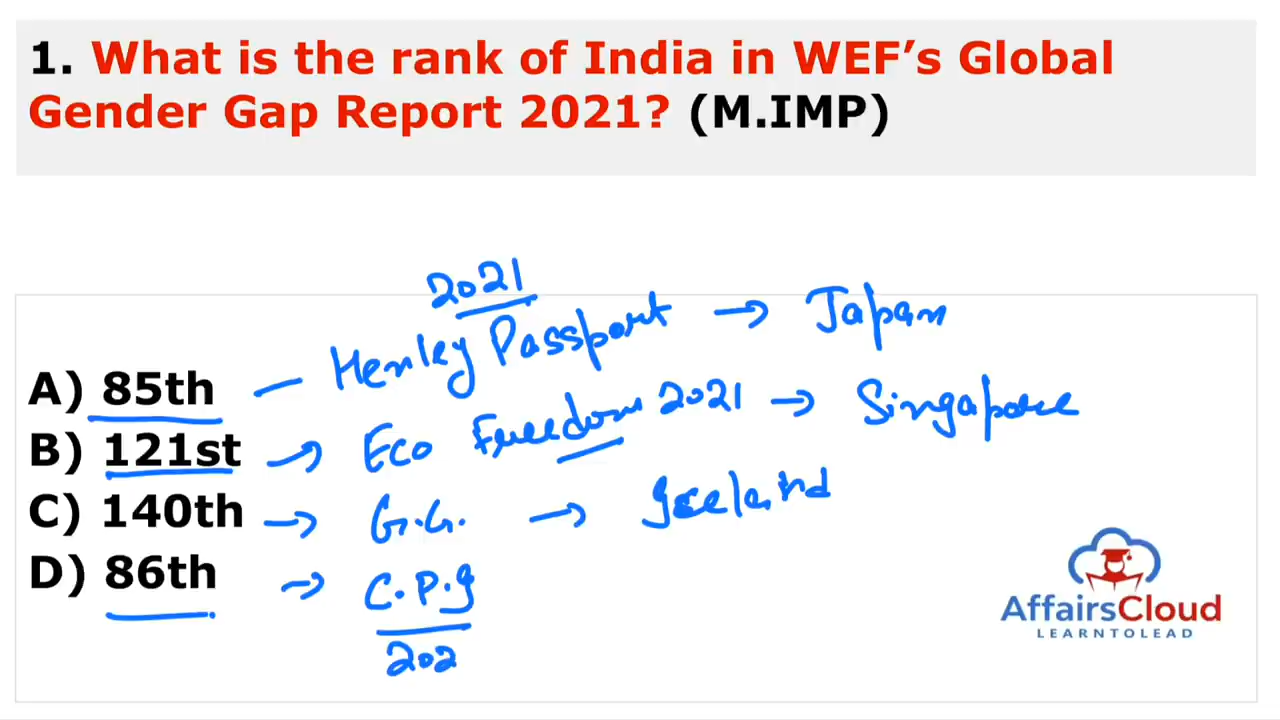 1. What is the rank of India in WEF’s Global
Gender Gap Report 2021? (M.IMP)
2021
A) 85th — Henley Passport → Japan
B) 121st → Eco Freedom 2021 → Singapore
C) 140th → G.G. → Iceland
D) 86th → C.P.I
202
AffairsCloud
LEARNTOLEAD